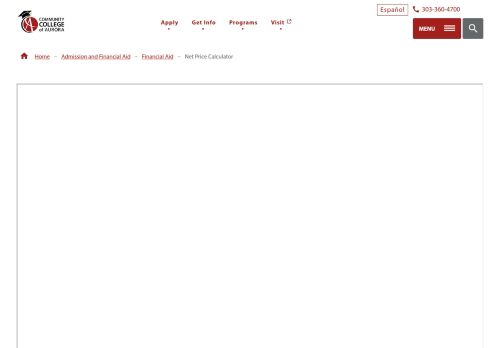 Español 303-360-4700
COMMUNITY
COLLEGE
of AURORA
Apply Get Info Programs Visit
MENU
Home – Admission and Financial Aid – Financial Aid – Net Price Calculator